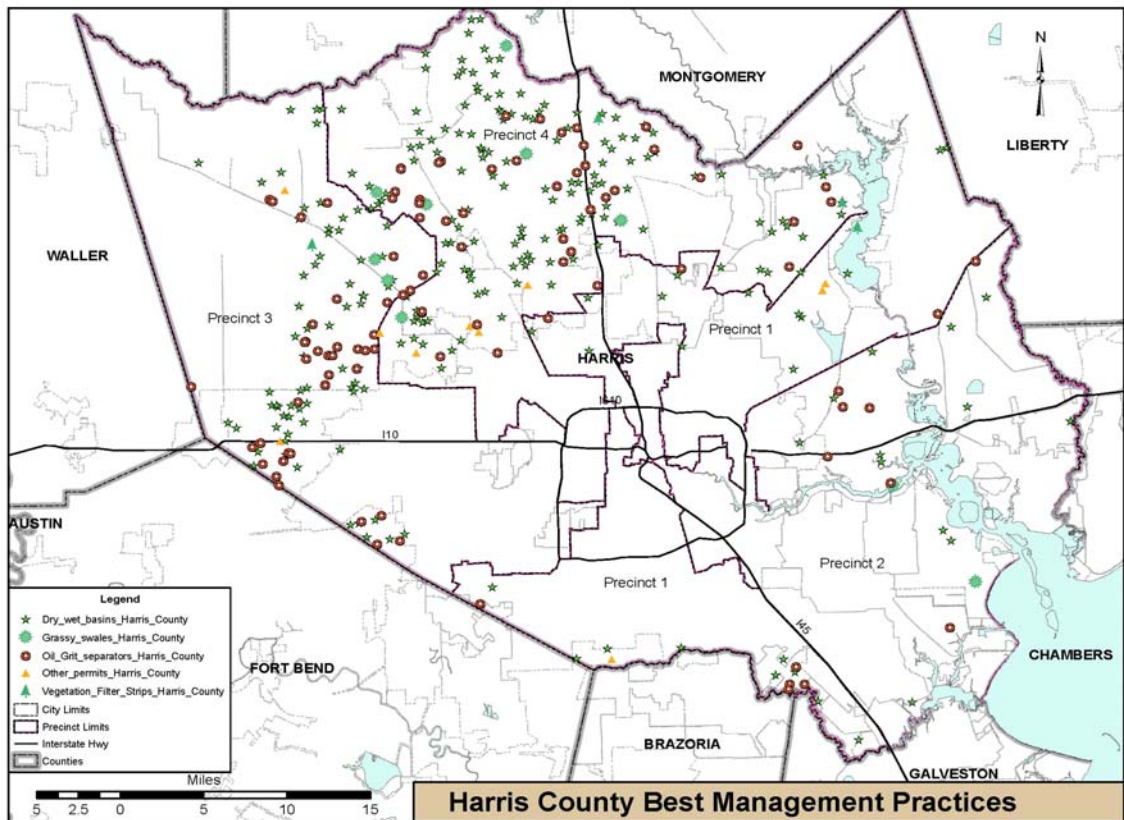 MONTGOMERY
N
LIBERTY
Precinct 4
WALLER
Precinct 3
Precinct 1
HARRIS
I610
I10
AUSTIN
Precinct 1
Precinct 2
I45
FORT BEND
CHAMBERS
BRAZORIA
GALVESTON
Legend
Dry_wet_basins_Harris_County
Grassy_swales_Harris_County
Oil_Grit_separators_Harris_County
Other_permits_Harris_County
Vegetation_Filter_Strips_Harris_County
City Limits
Precinct Limits
Interstate Hwy
Counties
Miles
5 2.5 0 5 10 15
Harris County Best Management Practices